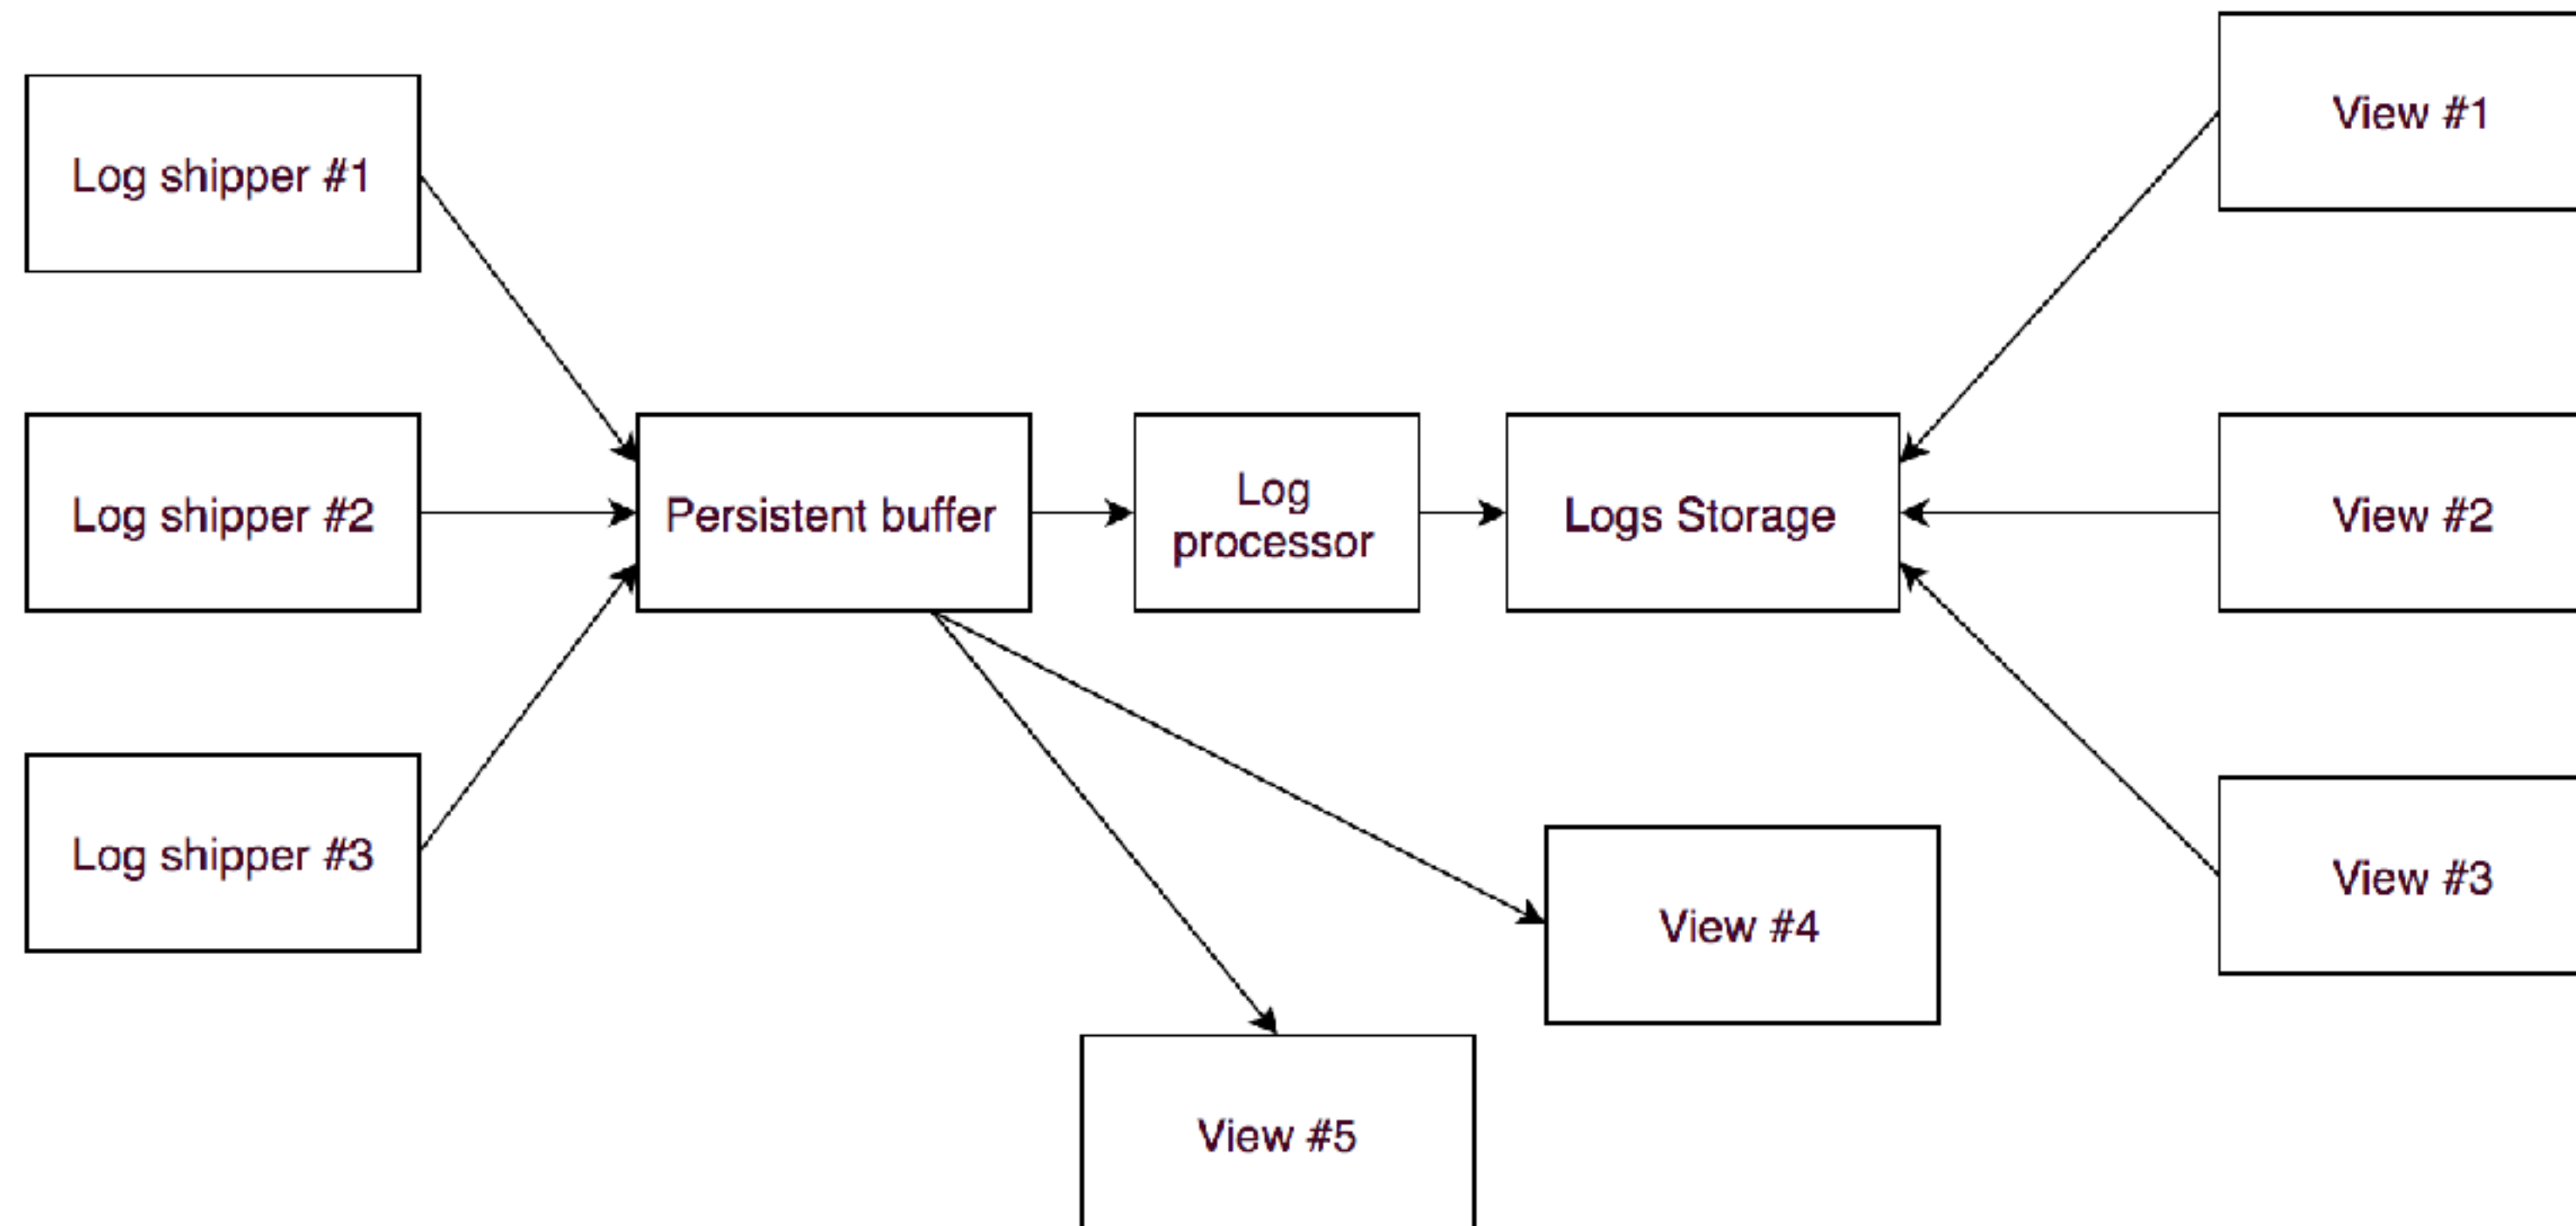 View #1
Log shipper #1
Log shipper #2
Persistent buffer
Log
processor
Logs Storage
View #2
Log shipper #3
View #3
View #4
View #5